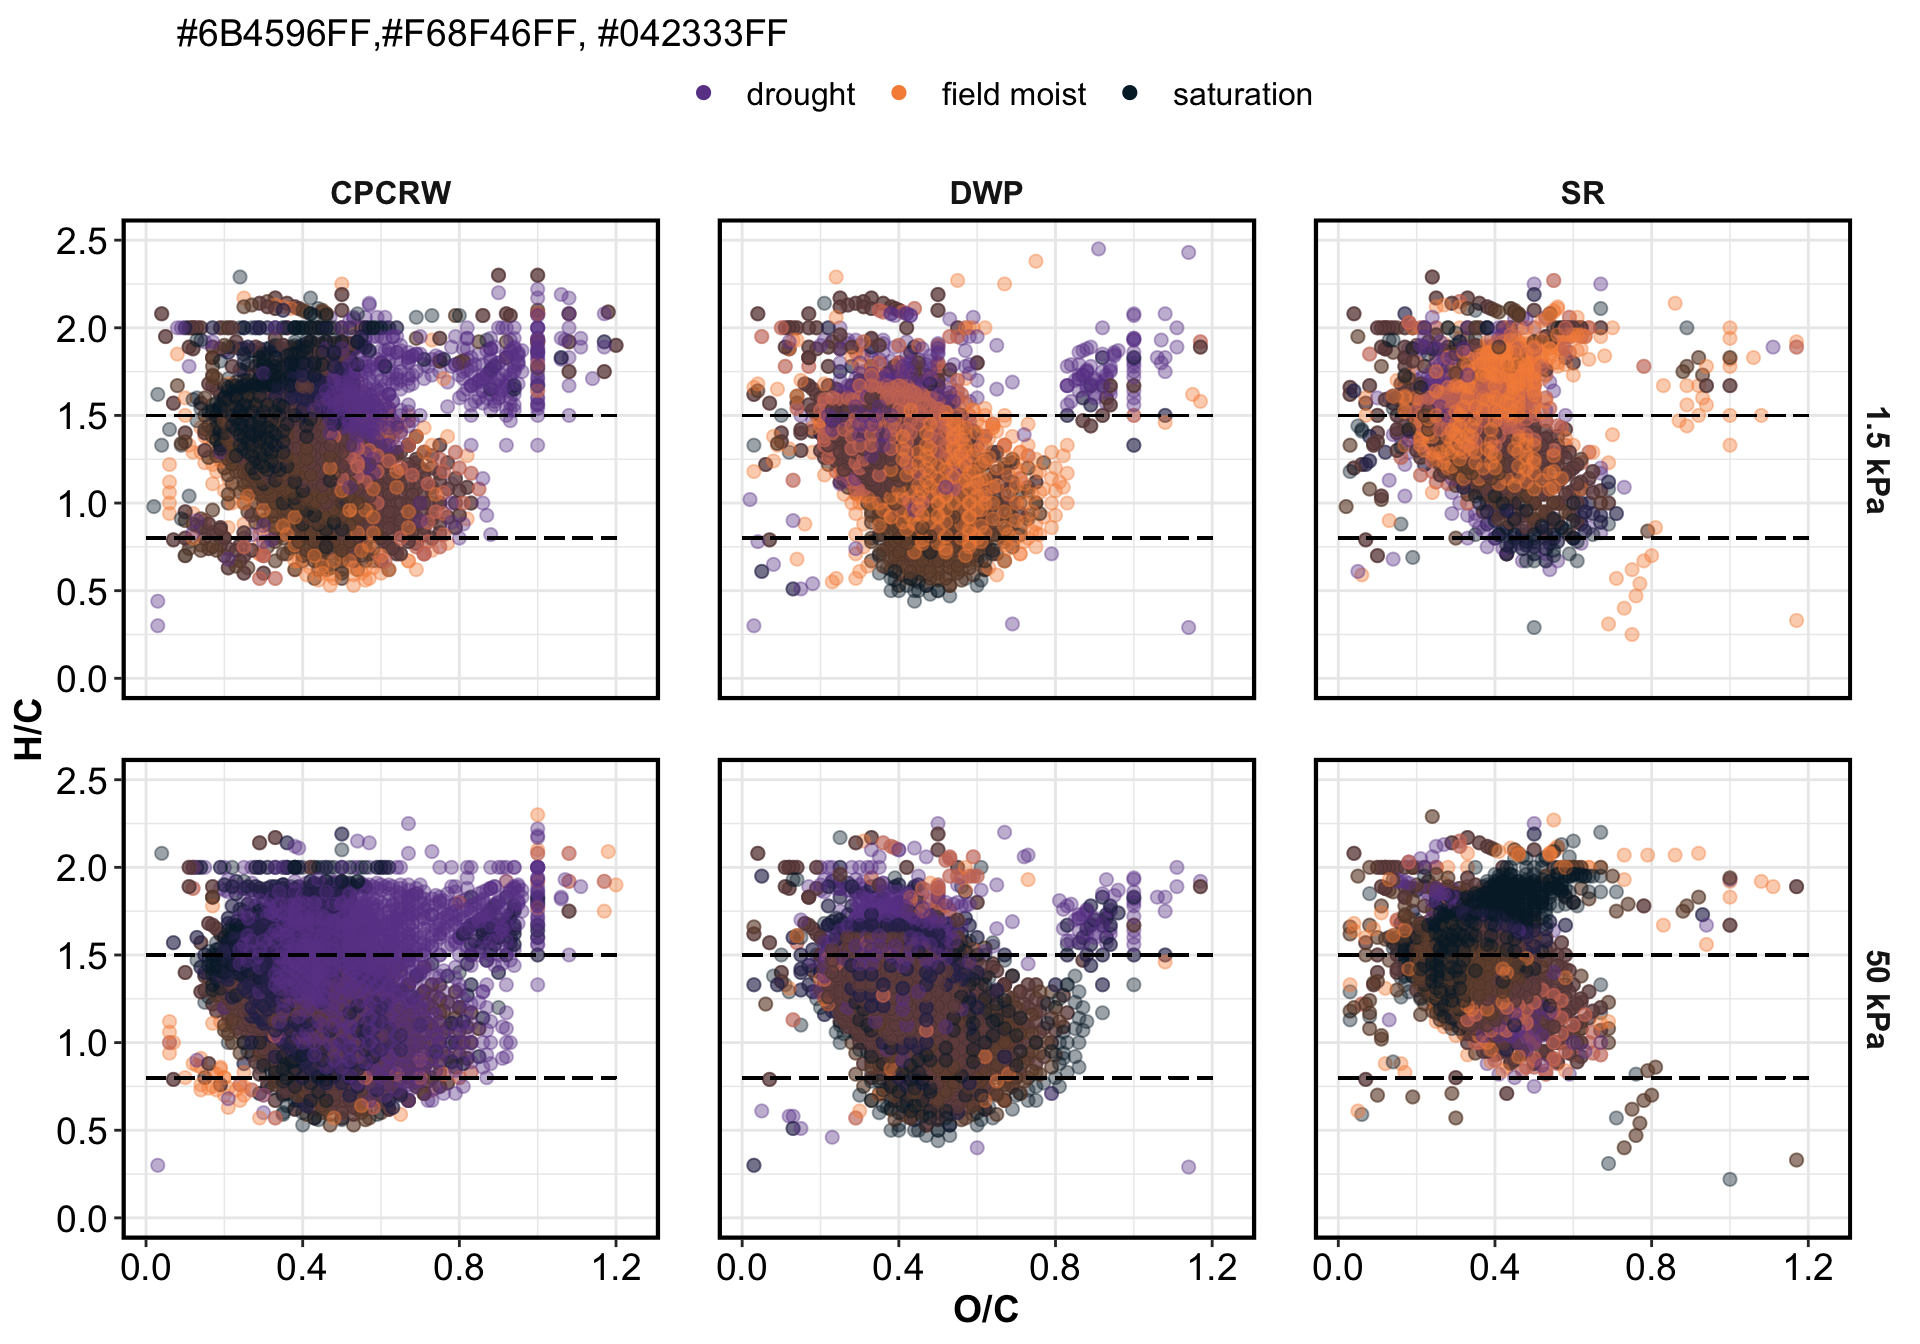 #6B4596FF,#F68F46FF, #042333FF
drought field moist saturation
CPCRW DWP SR
2.5
2.0
1.5
1.0
0.5
0.0
1.5 kPa
H/C
2.5
2.0
1.5
1.0
0.5
0.0
50 kPa
0.0 0.4 0.8 1.2 0.0 0.4 0.8 1.2 0.0 0.4 0.8 1.2
O/C